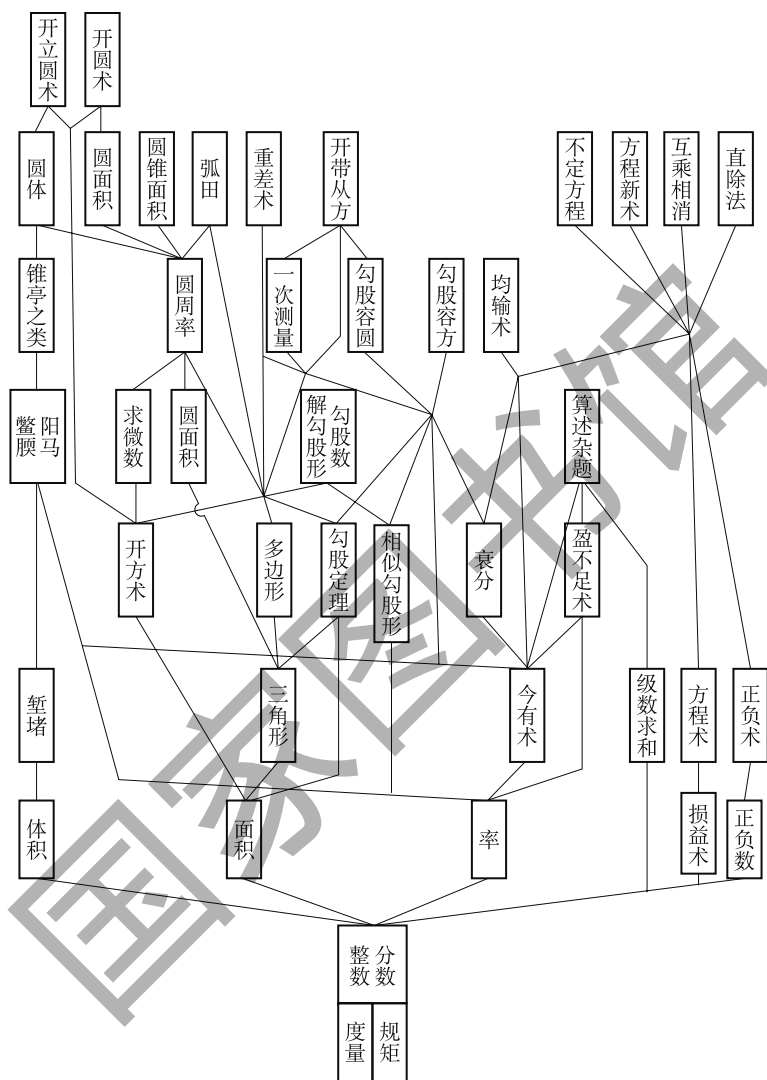 开立圆术
开圆术
圆体
圆面积
圆锥面积
弧田
重差术
开带从方
不定方程
方程新术
互乘相消
直除法
锥亭之类
圆周率
一次测量
勾股容圆
勾股容方
均输术
阳马
鳖臑
求微数
圆面积
勾股数
解勾股形
算述杂题
开方术
多边形
勾股定理
相似勾股形
衰分
盈不足术
堑堵
三角形
今有术
级数求和
方程术
正负术
体积
面积
率
损益术
正负数
分数
整数
度量
规矩
国家图书馆